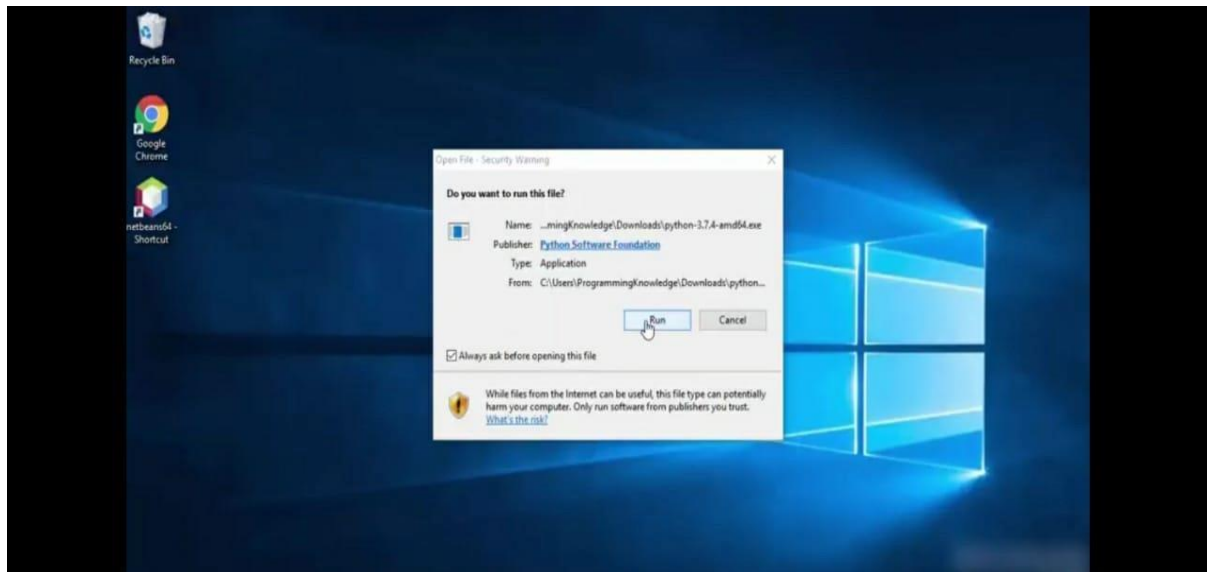 Recycle Bin
Google
Chrome
netbeans64 -
Shortcut
Open File - Security Warning
Do you want to run this file?
Name: ...mingKnowledge\Downloads\python-3.7.4-amd64.exe
Publisher: Python Software Foundation
Type: Application
From: C:\Users\ProgrammingKnowledge\Downloads\python...
Run Cancel
Always ask before opening this file
While files from the Internet can be useful, this file type can potentially
harm your computer. Only run software from publishers you trust.
What's the risk?